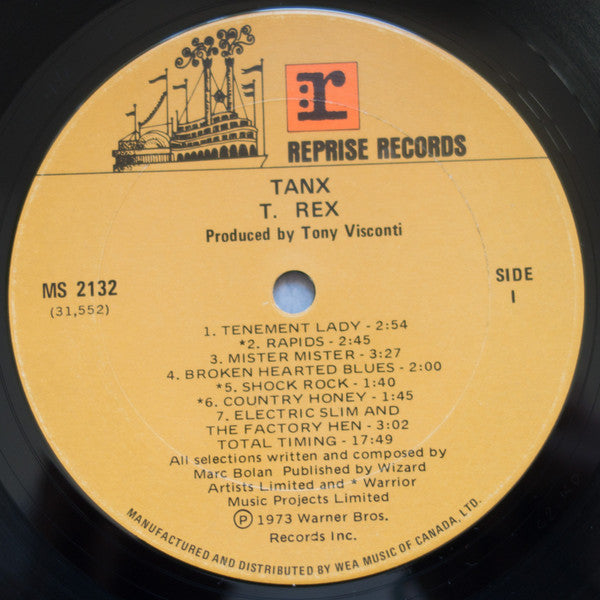 :r
REPRISE RECORDS
TANX
T. REX
Produced by Tony Visconti
MS 2132
(31,552)
SIDE
1
1. TENEMENT LADY - 2:54
*2. RAPIDS - 2:45
3. MISTER MISTER - 3:27
4. BROKEN HEARTED BLUES - 2:00
*5. SHOCK ROCK - 1:40
*6. COUNTRY HONEY - 1:45
7. ELECTRIC SLIM AND
THE FACTORY HEN - 3:02
TOTAL TIMING - 17:49
All selections written and composed by
Marc Bolan Published by Wizard
Artists Limited and * Warrior
Music Projects Limited
Ⓟ 1973 Warner Bros.
Records Inc.
MANUFACTURED AND DISTRIBUTED BY WEA MUSIC OF CANADA, LTD.